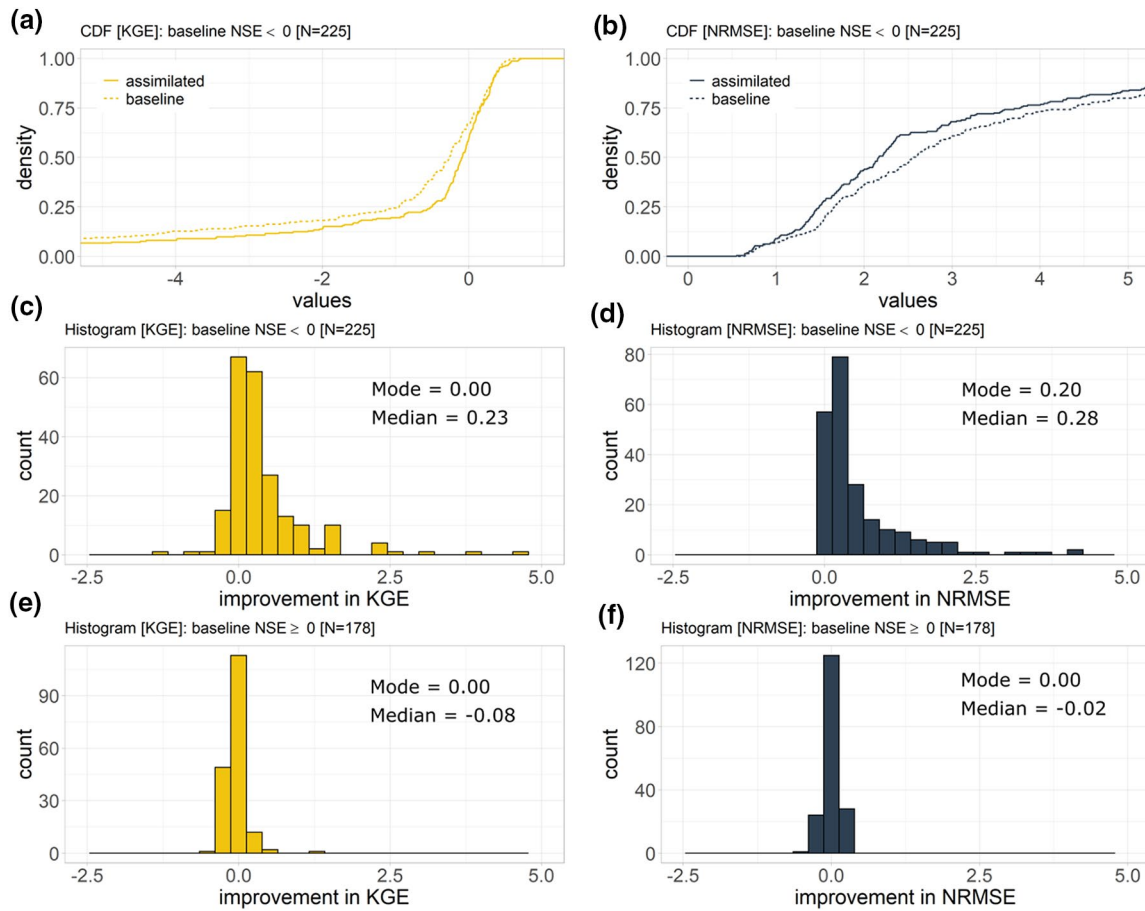 (a)
CDF [KGE]: baseline NSE < 0 [N=225]
1.00
0.75
0.50
0.25
0.00
density
assimilated
baseline
-4
-2
0
values
(b)
CDF [NRMSE]: baseline NSE < 0 [N=225]
1.00
0.75
0.50
0.25
0.00
density
assimilated
baseline
0
1
2
3
4
5
values
(c)
Histogram [KGE]: baseline NSE < 0 [N=225]
60
40
20
0
count
Mode = 0.00
Median = 0.23
-2.5
0.0
2.5
5.0
improvement in KGE
(d)
Histogram [NRMSE]: baseline NSE < 0 [N=225]
80
60
40
20
0
count
Mode = 0.20
Median = 0.28
-2.5
0.0
2.5
5.0
improvement in NRMSE
(e)
Histogram [KGE]: baseline NSE ≥ 0 [N=178]
90
60
30
0
count
Mode = 0.00
Median = -0.08
-2.5
0.0
2.5
5.0
improvement in KGE
(f)
Histogram [NRMSE]: baseline NSE ≥ 0 [N=178]
120
80
40
0
count
Mode = 0.00
Median = -0.02
-2.5
0.0
2.5
5.0
improvement in NRMSE